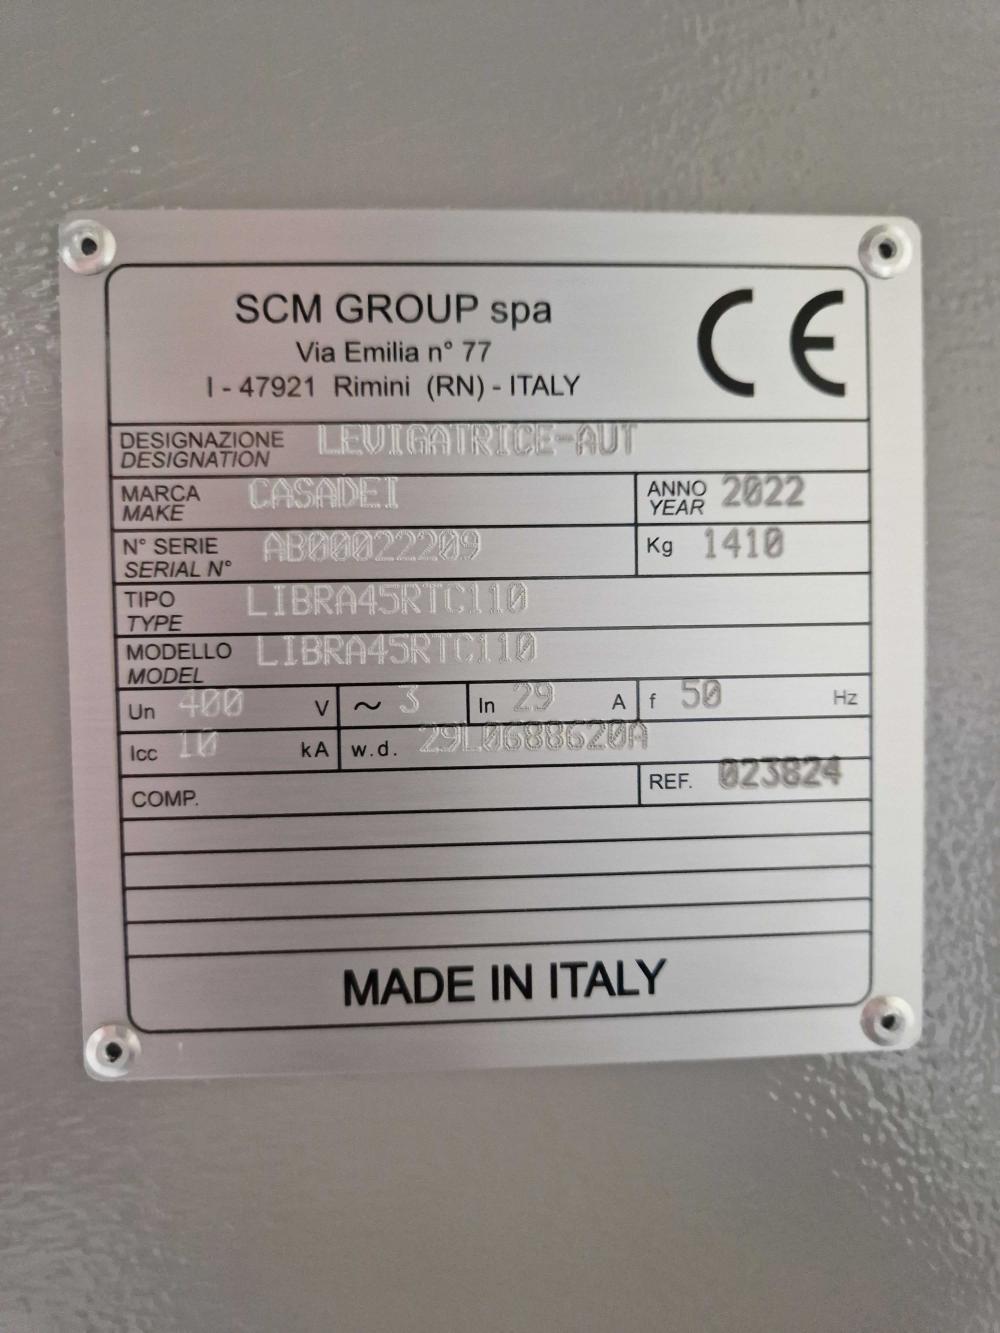 SCM GROUP spa
Via Emilia n° 77
I - 47921 Rimini (RN) - ITALY
CE
DESIGNAZIONE LEVIGATRICE-AUT
DESIGNATION
MARCA CASADEI ANNO 2022
MAKE YEAR
N° SERIE AB00022209 Kg 1410
SERIAL N°
TIPO LIBRA45RTC110
TYPE
MODELLO LIBRA45RTC110
MODEL
Un 400 V ~ 3 In 29 A f 50 Hz
Icc 10 kA w.d. 29L0688620A
COMP. REF. 023824
MADE IN ITALY